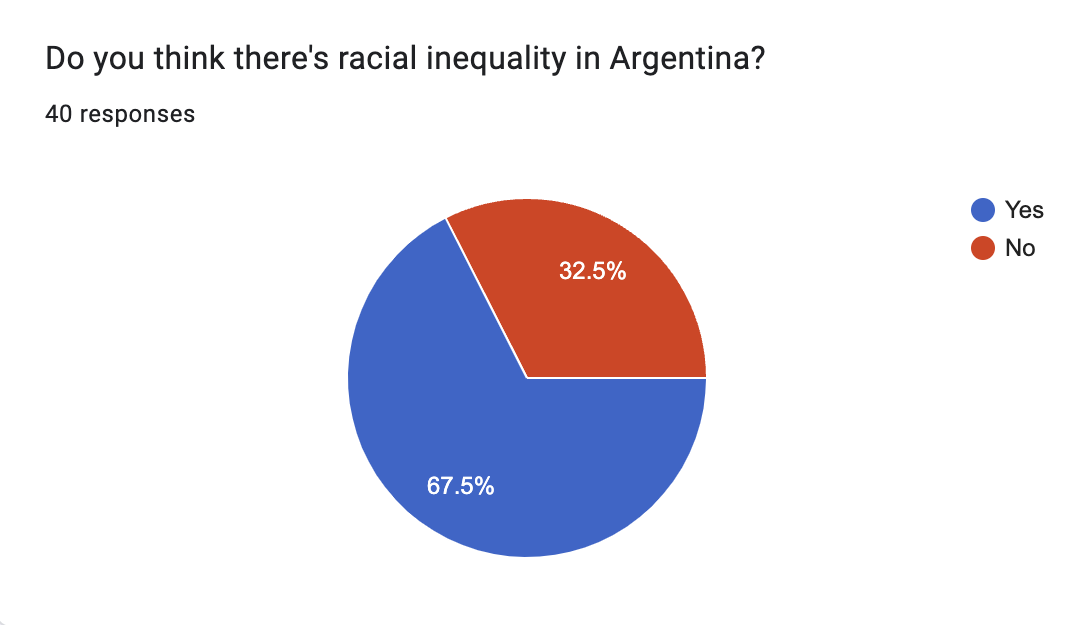 Do you think there's racial inequality in Argentina?
40 responses
Yes
No
32.5%
67.5%